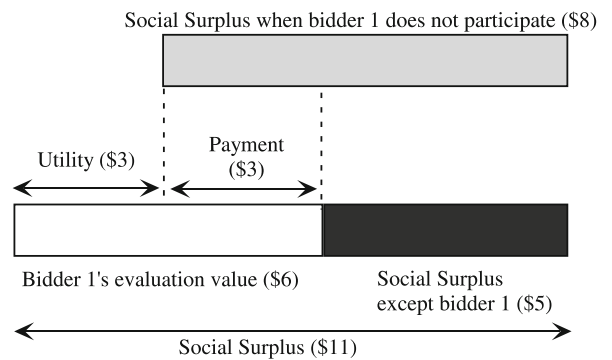 Social Surplus when bidder 1 does not participate ($8)
Utility ($3)
Payment
($3)
Bidder 1's evaluation value ($6)
Social Surplus
except bidder 1 ($5)
Social Surplus ($11)